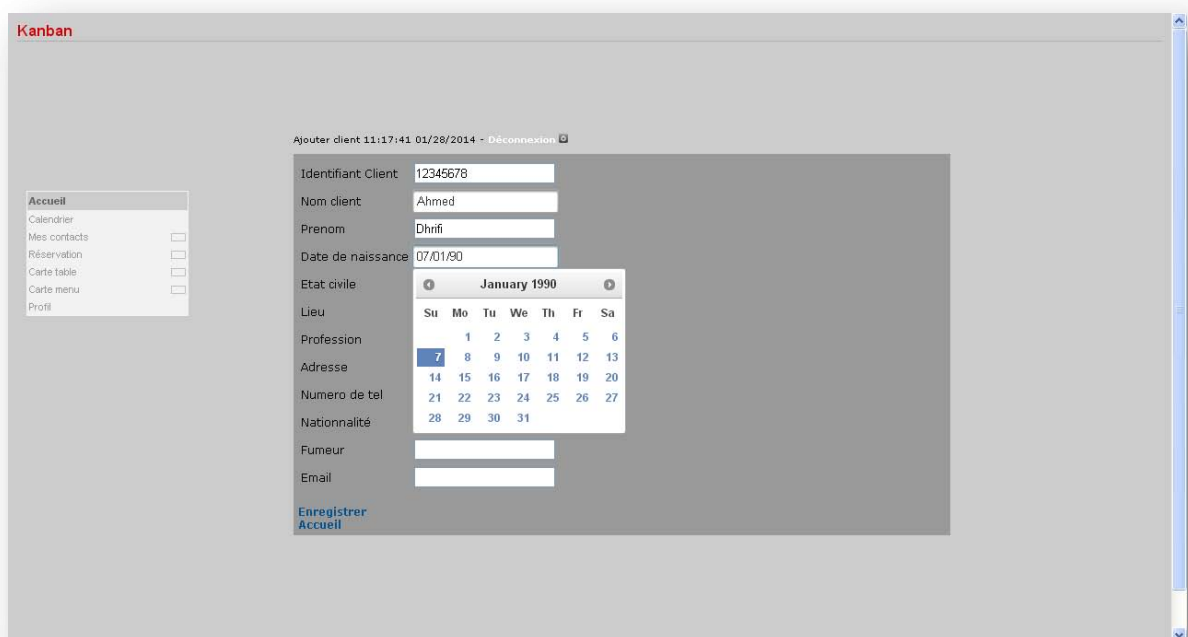 Kanban
Ajouter client 11:17:41 01/28/2014 - Déconnexion
Accueil
Calendrier
Mes contacts
Réservation
Carte table
Carte menu
Profil
Identifiant Client 12345678
Nom client Ahmed
Prenom Dhrifi
Date de naissance 07/01/90
Etat civile
Lieu
Profession
Adresse
Numero de tel
Nationnalité
Fumeur
Email
January 1990
Su Mo Tu We Th Fr Sa
1 2 3 4 5 6
7 8 9 10 11 12 13
14 15 16 17 18 19 20
21 22 23 24 25 26 27
28 29 30 31
Enregistrer
Accueil